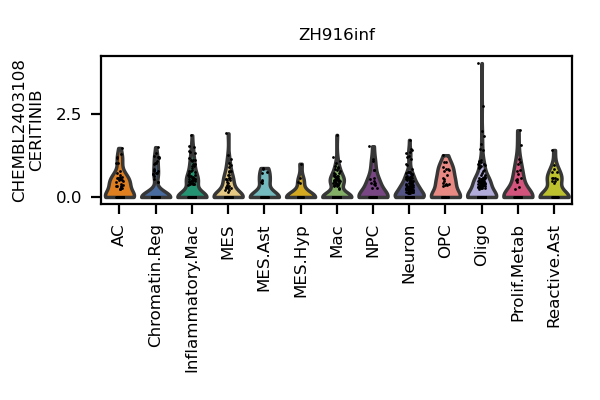 ZH916inf
CHEMBL2403108
CERITINIB
2.5
0.0
AC
Chromatin.Reg
Inflammatory.Mac
MES
MES.Ast
MES.Hyp
Mac
NPC
Neuron
OPC
Oligo
Prolif.Metab
Reactive.Ast